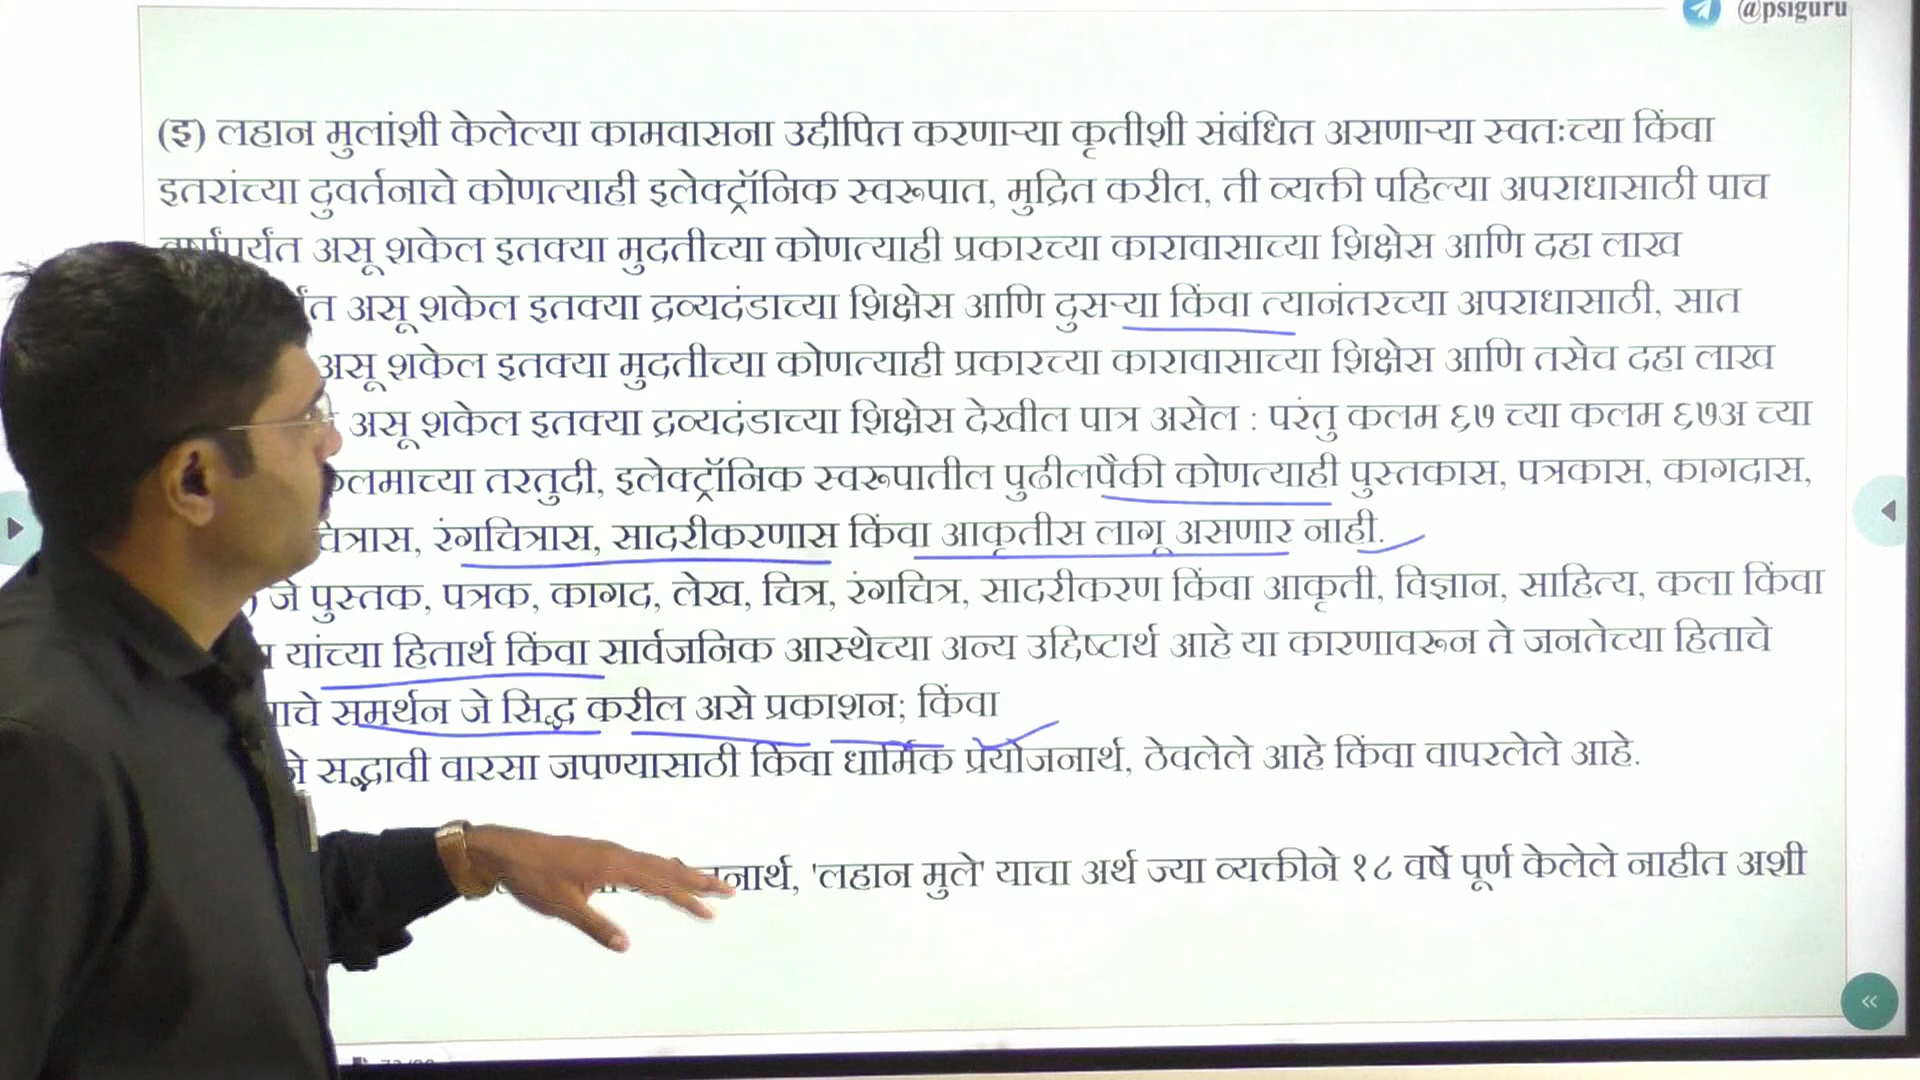 @psiguru
(इ) लहान मुलांशी केलेल्या कामवासना उद्दीपित करणाऱ्या कृतीशी संबंधित असणाऱ्या स्वतःच्या किंवा
इतरांच्या दुवर्तनाचे कोणत्याही इलेक्ट्रॉनिक स्वरूपात, मुद्रित करील, ती व्यक्ती पहिल्या अपराधासाठी पाच
वर्षांपर्यंत असू शकेल इतक्या मुदतीच्या कोणत्याही प्रकारच्या कारावासाच्या शिक्षेस आणि दहा लाख
असू शकेल इतक्या द्रव्यदंडाच्या शिक्षेस आणि दुसऱ्या किंवा त्यानंतरच्या अपराधासाठी, सात
असू शकेल इतक्या मुदतीच्या कोणत्याही प्रकारच्या कारावासाच्या शिक्षेस आणि तसेच दहा लाख
असू शकेल इतक्या द्रव्यदंडाच्या शिक्षेस देखील पात्र असेल : परंतु कलम ६७ च्या कलम ६७अ च्या
तरतुदी, इलेक्ट्रॉनिक स्वरूपातील पुढीलपैकी कोणत्याही पुस्तकास, पत्रकास, कागदास,
रंगचित्रास, सादरीकरणास किंवा आकृतीस लागू असणार नाही.
जे पुस्तक, पत्रक, कागद, लेख, चित्र, रंगचित्र, सादरीकरण किंवा आकृती, विज्ञान, साहित्य, कला किंवा
यांच्या हितार्थ किंवा सार्वजनिक आस्थेच्या अन्य उद्दिष्टार्थ आहे या कारणावरून ते जनतेच्या हिताचे
समर्थन जे सिद्ध करील असे प्रकाशन; किंवा
सद्भावी वारसा जपण्यासाठी किंवा धार्मिक प्रयोजनार्थ, ठेवलेले आहे किंवा वापरलेले आहे.
'लहान मुले' याचा अर्थ ज्या व्यक्तीने १८ वर्षे पूर्ण केलेले नाहीत अशी